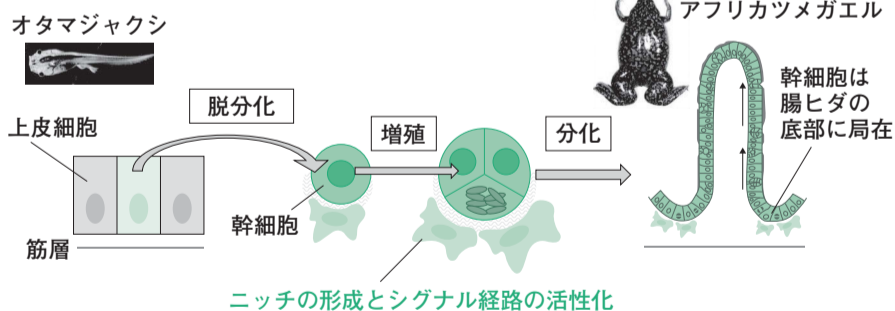 オタマジャクシ
アフリカツメガエル
上皮細胞
脱分化
増殖
分化
幹細胞は
腸ヒダの
底部に局在
幹細胞
筋層
ニッチの形成とシグナル経路の活性化